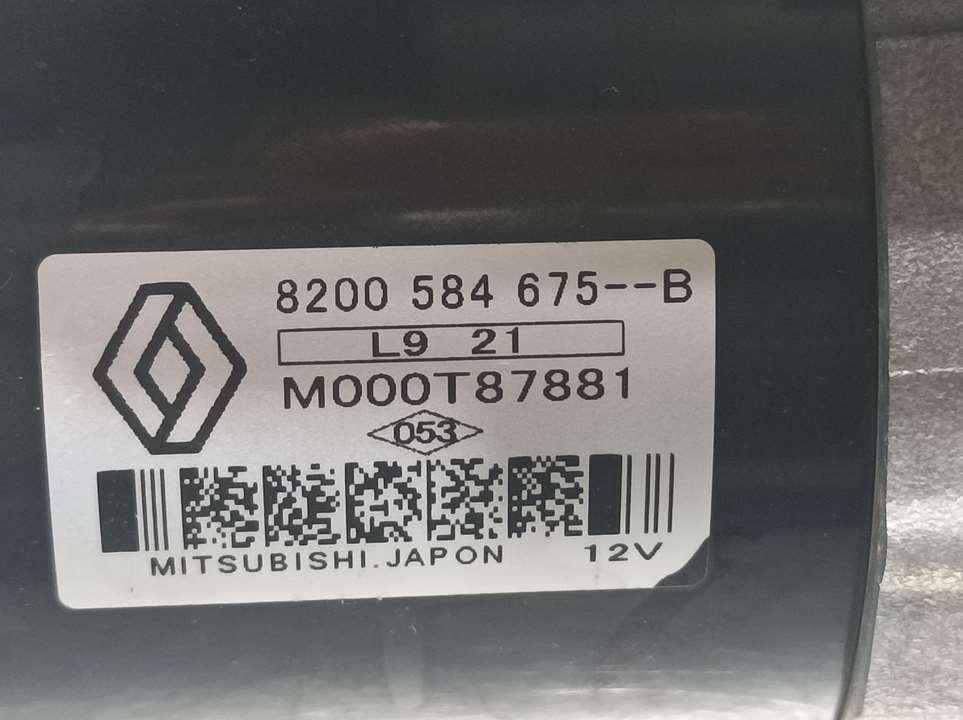 8200 584 675--B
L9 21
M000T87881
053
MITSUBISHI.JAPON 12V